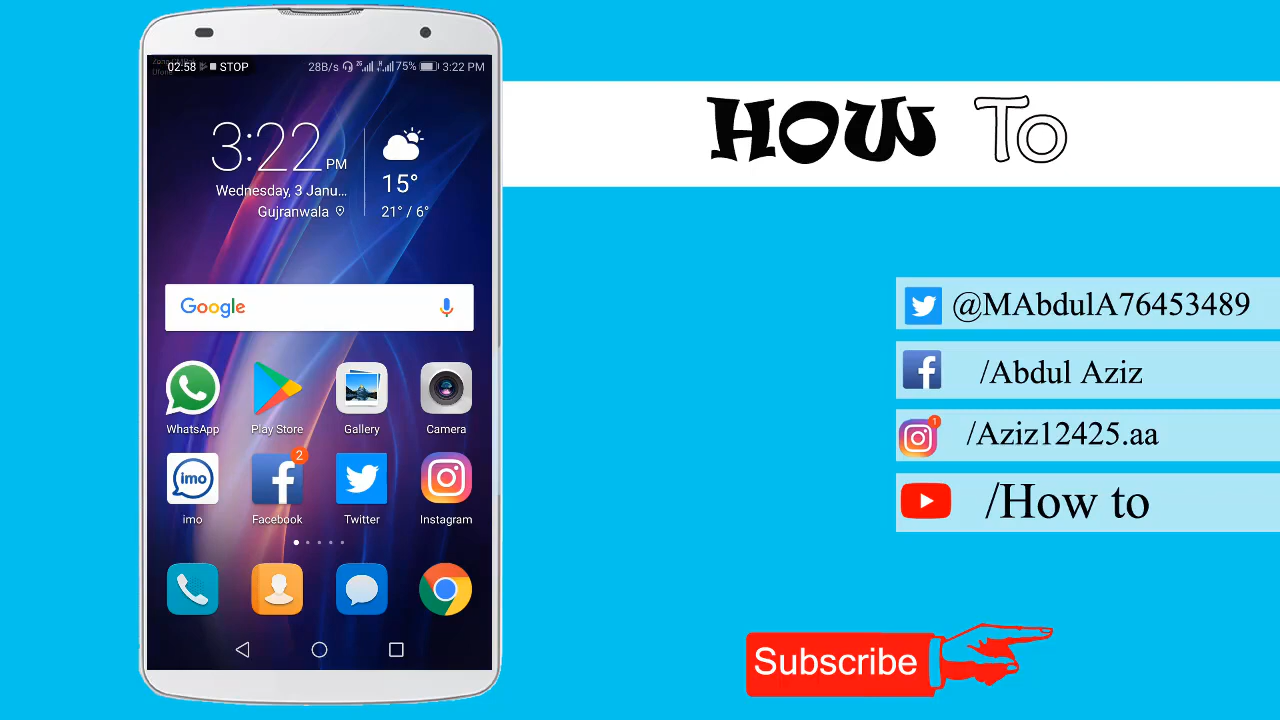 02:58 STOP 28B/s 2G H 75% 3:22 PM
3:22 PM
Wednesday, 3 Janu...
Gujranwala
15°
21° / 6°
Google
WhatsApp Play Store Gallery Camera
imo
2
imo Facebook Twitter Instagram
HOW To
@MAbdulA76453489
/Abdul Aziz
1
/Aziz12425.aa
/How to
Subscribe